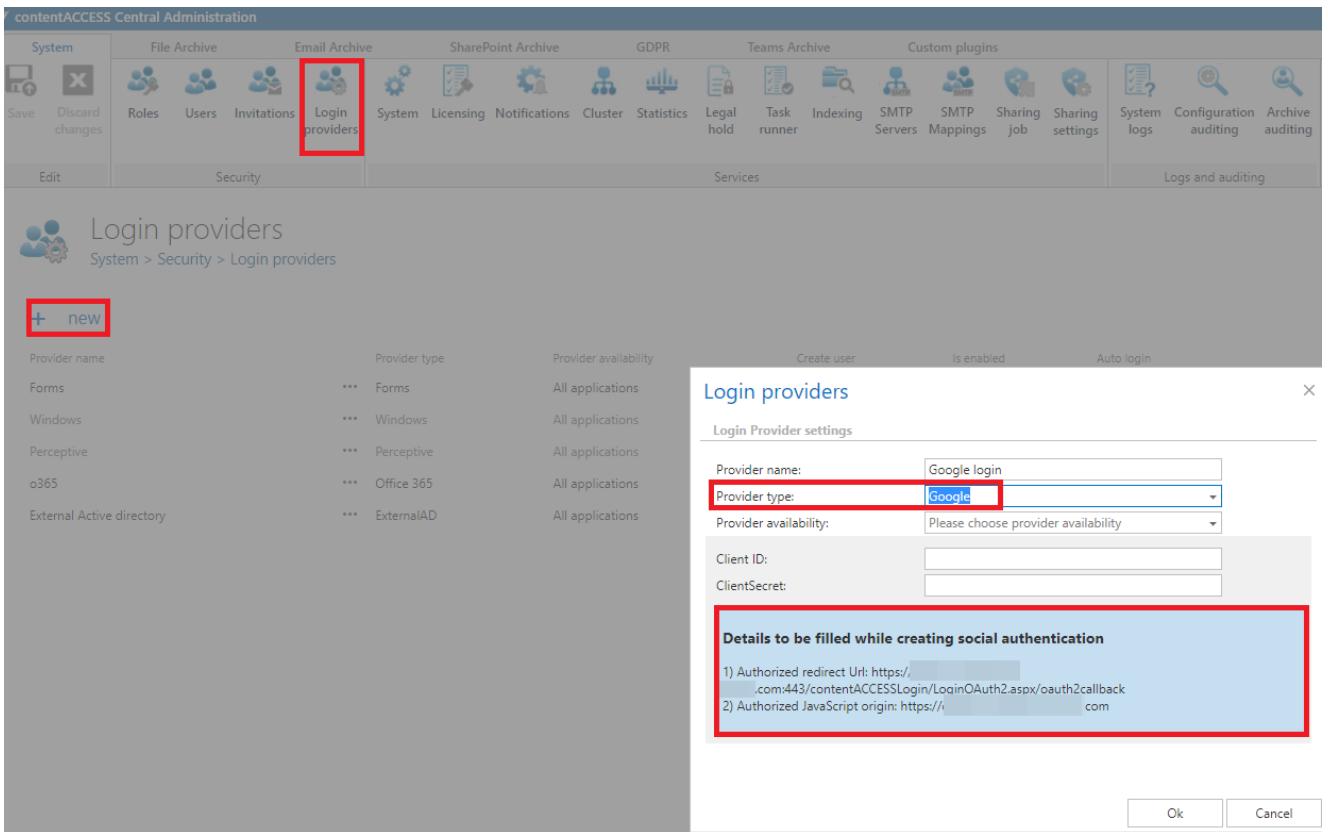 contentACCESS Central Administration
System File Archive Email Archive SharePoint Archive GDPR Teams Archive Custom plugins
Save Discard changes Roles Users Invitations Login providers System Licensing Notifications Cluster Statistics Legal hold Task runner Indexing SMTP Servers SMTP Mappings Sharing job Sharing settings System logs Configuration auditing Archive auditing
Edit Security Services Logs and auditing
Login providers
System > Security > Login providers
+ new
Provider name Provider type Provider availability Create user Is enabled Auto login
Forms ••• Forms All applications
Windows ••• Windows All applications
Perceptive ••• Perceptive All applications
o365 ••• Office 365 All applications
External Active directory ••• ExternalAD All applications
Login providers
Login Provider settings
Provider name: Google login
Provider type: Google
Provider availability: Please choose provider availability
Client ID:
ClientSecret:
Details to be filled while creating social authentication
1) Authorized redirect Url: https:/
.com:443/contentACCESSLogin/LoginOAuth2.aspx/oauth2callback
2) Authorized JavaScript origin: https:// com
Ok Cancel